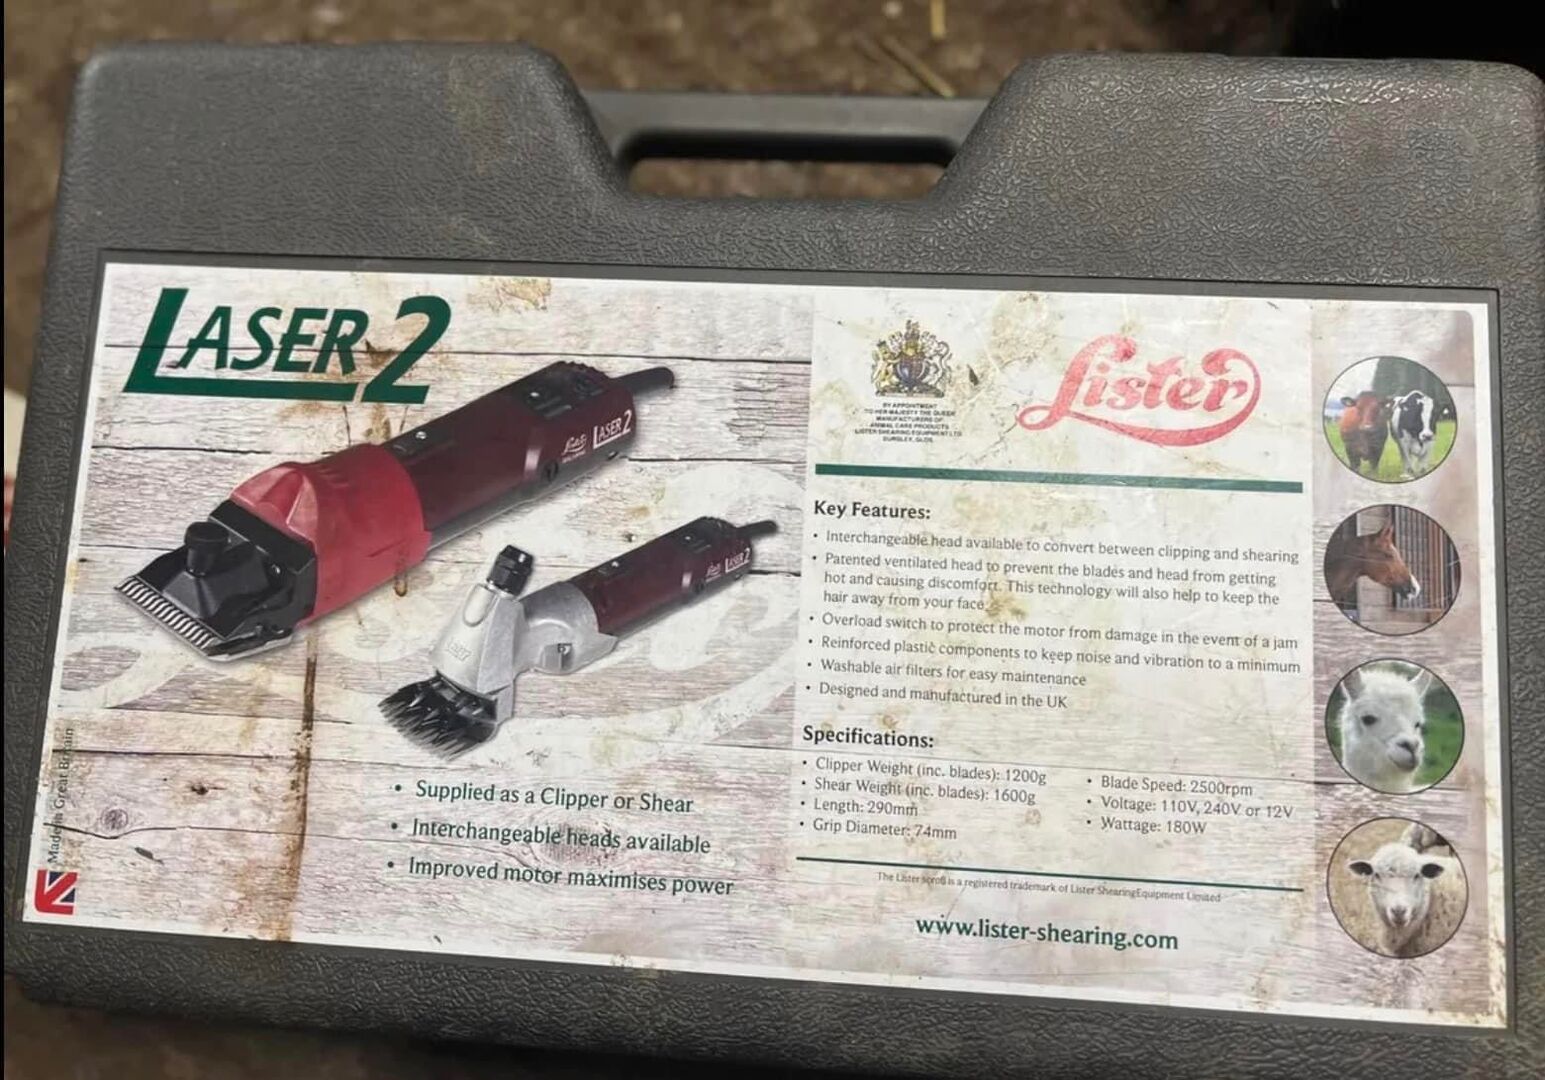 LASER 2
Lister
LASER 2
Lister
LASER 2
Lister
• Supplied as a Clipper or Shear
• Interchangeable heads available
• Improved motor maximises power
Made in Great Britain
BY APPOINTMENT
TO HER MAJESTY THE QUEEN
MANUFACTURERS OF
ANIMAL CARE PRODUCTS
LISTER SHEARING EQUIPMENT LTD
DURSLEY, GLOS.
Lister
Key Features:
• Interchangeable head available to convert between clipping and shearing
• Patented ventilated head to prevent the blades and head from getting
hot and causing discomfort. This technology will also help to keep the
hair away from your face
• Overload switch to protect the motor from damage in the event of a jam
• Reinforced plastic components to keep noise and vibration to a minimum
• Washable air filters for easy maintenance
• Designed and manufactured in the UK
Specifications:
• Clipper Weight (inc. blades): 1200g
• Shear Weight (inc. blades): 1600g
• Length: 290mm
• Grip Diameter: 74mm
• Blade Speed: 2500rpm
• Voltage: 110V, 240V or 12V
• Wattage: 180W
The Lister is a registered trademark of Lister Shearing Equipment Limited
www.lister-shearing.com